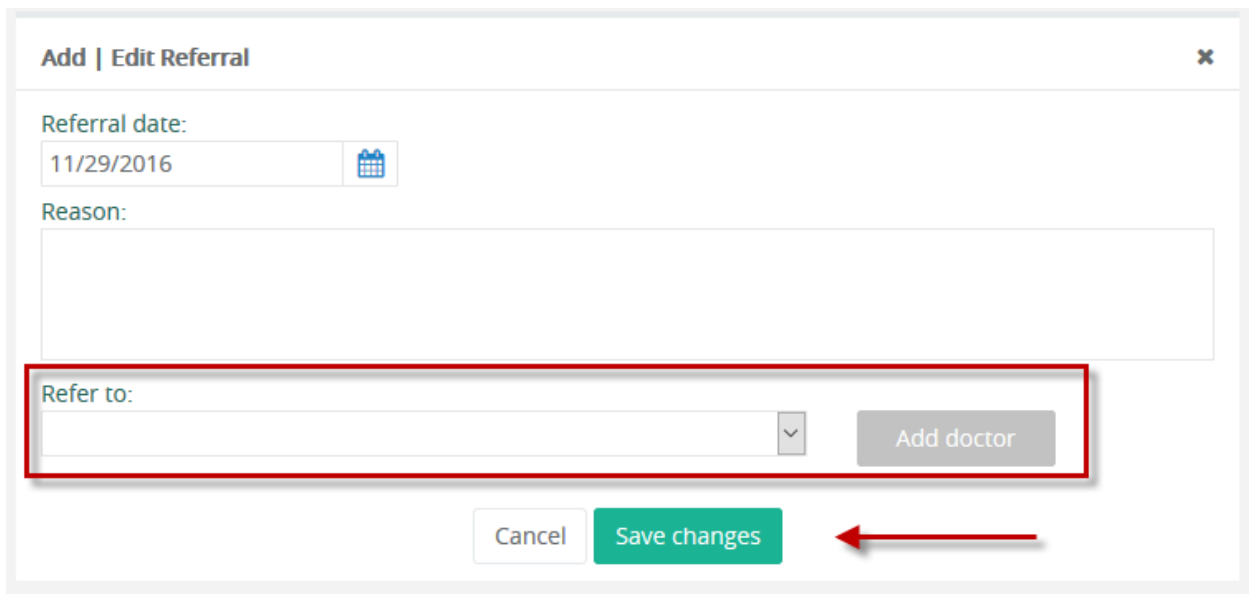 Add | Edit Referral
Referral date:
11/29/2016
Reason:
Refer to:
Add doctor
Cancel Save changes